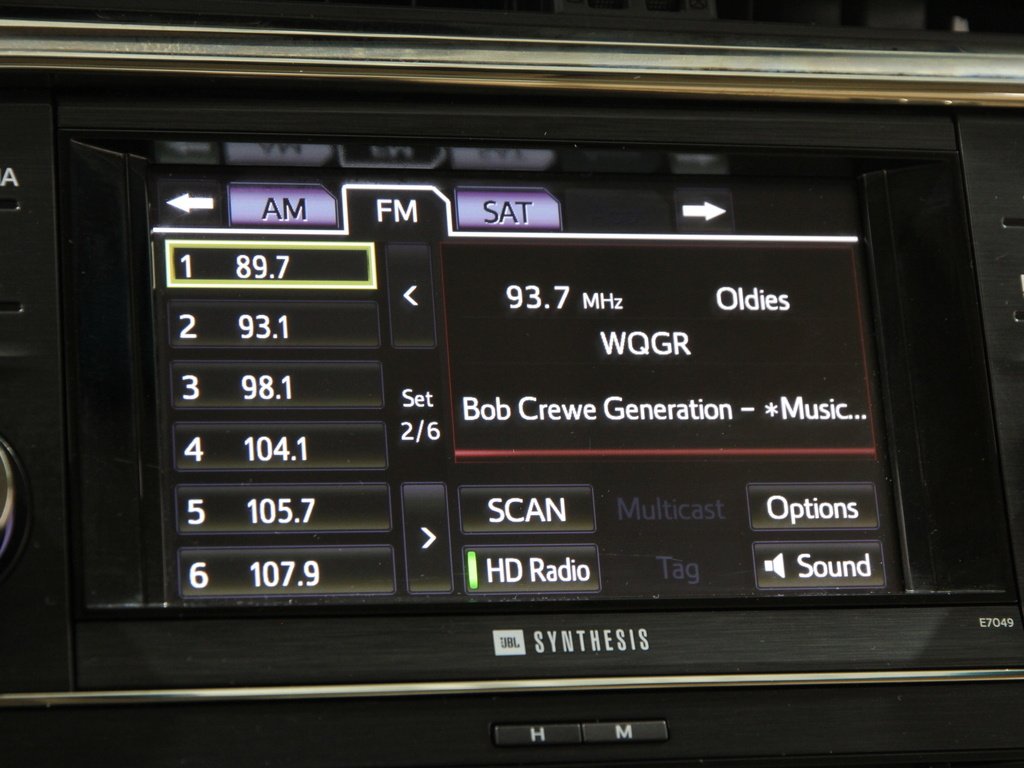 AM
FM
SAT
1 89.7
2 93.1
3 98.1
4 104.1
5 105.7
6 107.9
<
Set
2/6
>
93.7 MHz
Oldies
WQGR
Bob Crewe Generation – *Music...
SCAN
Multicast
Options
HD Radio
Tag
Sound
JBL SYNTHESIS
E7049
H
M